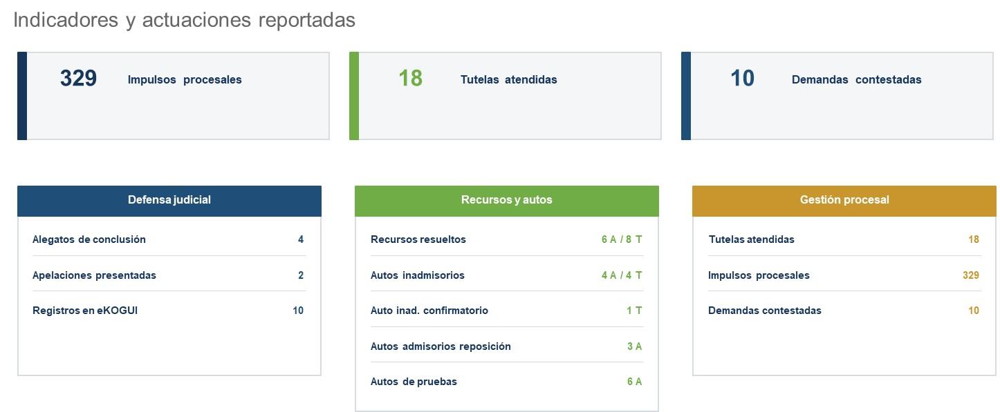 Indicadores y actuaciones reportadas
329 Impulsos procesales
18 Tutelas atendidas
10 Demandas contestadas
Defensa judicial
Alegatos de conclusión 4
Apelaciones presentadas 2
Registros en eKOGUI 10
Recursos y autos
Recursos resueltos 6 A / 8 T
Autos inadmisorios 4 A / 4 T
Auto inad. confirmatorio 1 T
Autos admisorios reposición 3 A
Autos de pruebas 6 A
Gestión procesal
Tutelas atendidas 18
Impulsos procesales 329
Demandas contestadas 10